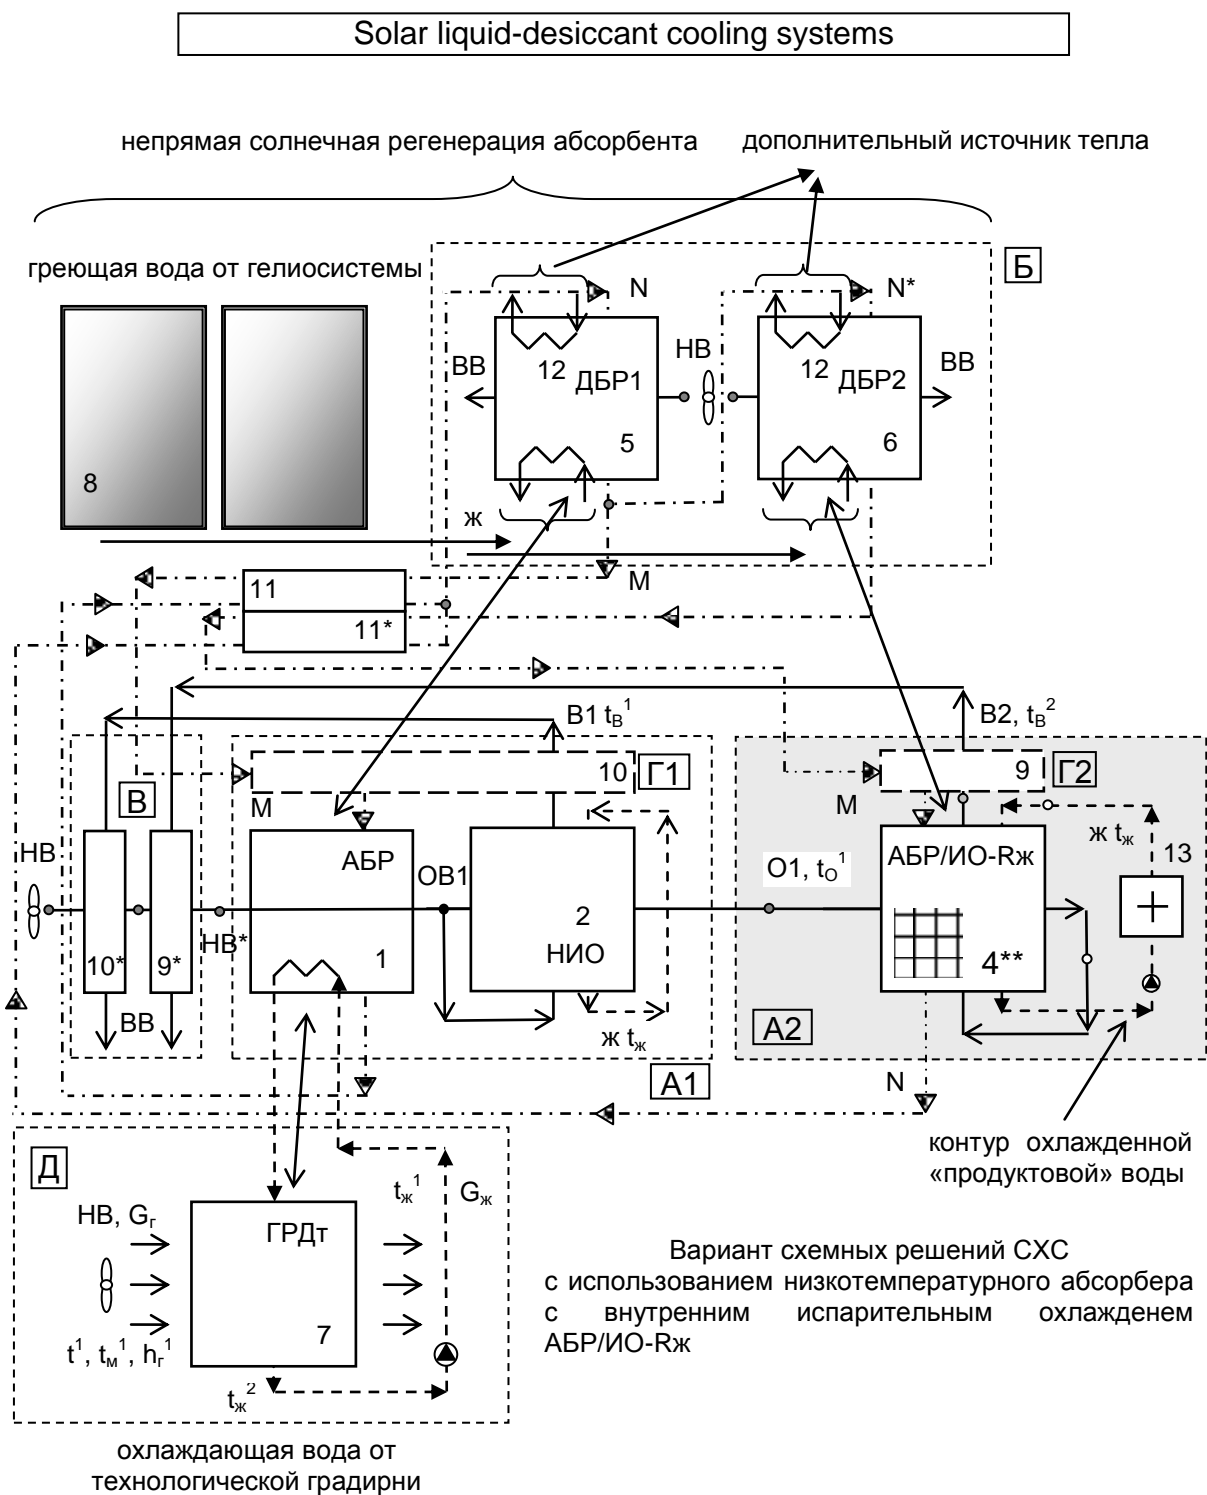 Solar liquid-desiccant cooling systems
непрямая солнечная регенерация абсорбента
дополнительный источник тепла
греющая вода от гелиосистемы
Б
N
N*
ВВ
12
ДБР1
НВ
12
ДБР2
ВВ
5
6
8
ж
М
11
11*
В1 tВ¹
В2, tВ²
В
10
Г1
9
Г2
М
М
НВ
АБР
ОВ1
О1, tО¹
АБР/ИО-Rж
ж tж
13
10*
9*
НВ*
1
2
НИО
4**
ВВ
ж tж
А1
А2
N
контур охлажденной
«продуктовой» воды
Д
НВ, Gг
ГРДт
tж¹
Gж
7
t¹, tм¹, hг¹
tж²
Вариант схемных решений СХС
с использованием низкотемпературного абсорбера
с внутренним испарительным охлажденем
АБР/ИО-Rж
охлаждающая вода от
технологической градирни